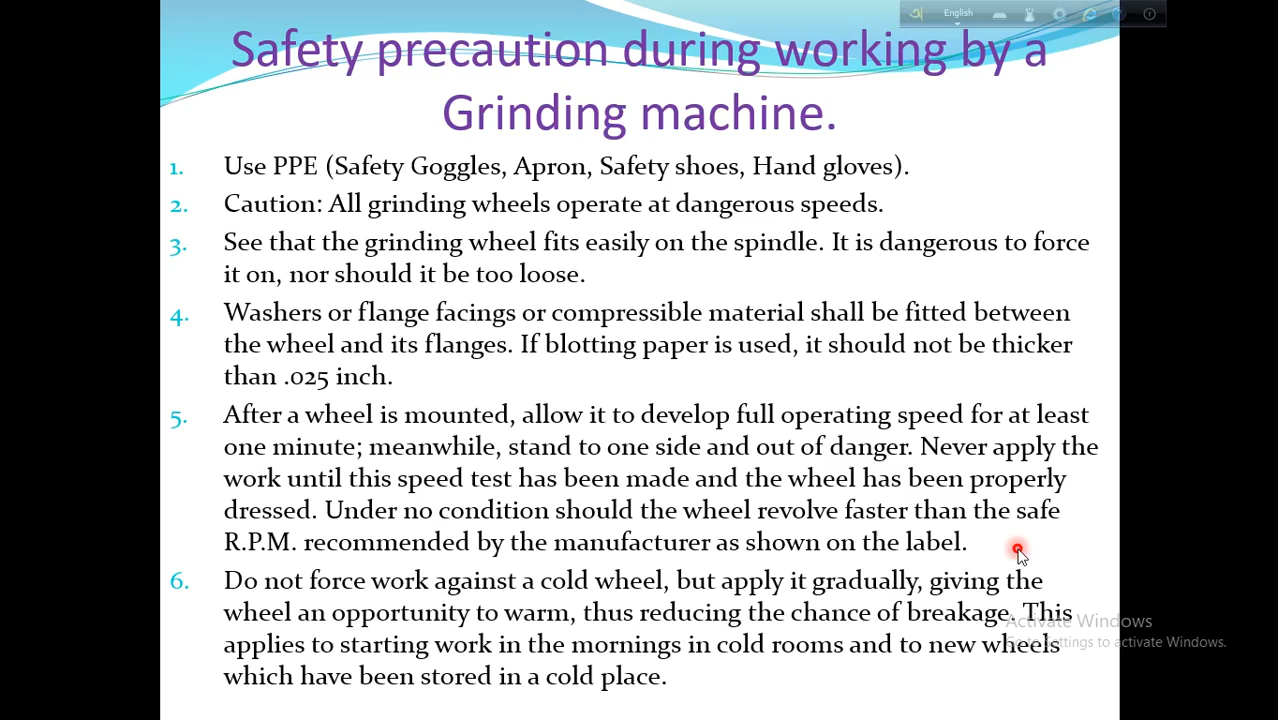 English
Safety precaution during working by a
Grinding machine.
1. Use PPE (Safety Goggles, Apron, Safety shoes, Hand gloves).
2. Caution: All grinding wheels operate at dangerous speeds.
3. See that the grinding wheel fits easily on the spindle. It is dangerous to force
it on, nor should it be too loose.
4. Washers or flange facings or compressible material shall be fitted between
the wheel and its flanges. If blotting paper is used, it should not be thicker
than .025 inch.
5. After a wheel is mounted, allow it to develop full operating speed for at least
one minute; meanwhile, stand to one side and out of danger. Never apply the
work until this speed test has been made and the wheel has been properly
dressed. Under no condition should the wheel revolve faster than the safe
R.P.M. recommended by the manufacturer as shown on the label.
6. Do not force work against a cold wheel, but apply it gradually, giving the
wheel an opportunity to warm, thus reducing the chance of breakage. This
applies to starting work in the mornings in cold rooms and to new wheels
which have been stored in a cold place.
Activate Windows
Go to Settings to activate Windows.